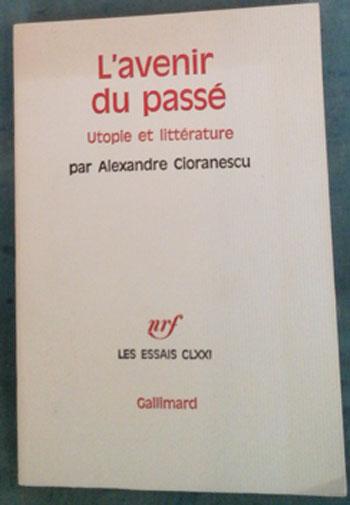 L'avenir
du passé
Utopie et littérature
par Alexandre Cioranescu
nrf
LES ESSAIS CLXXI
Gallimard